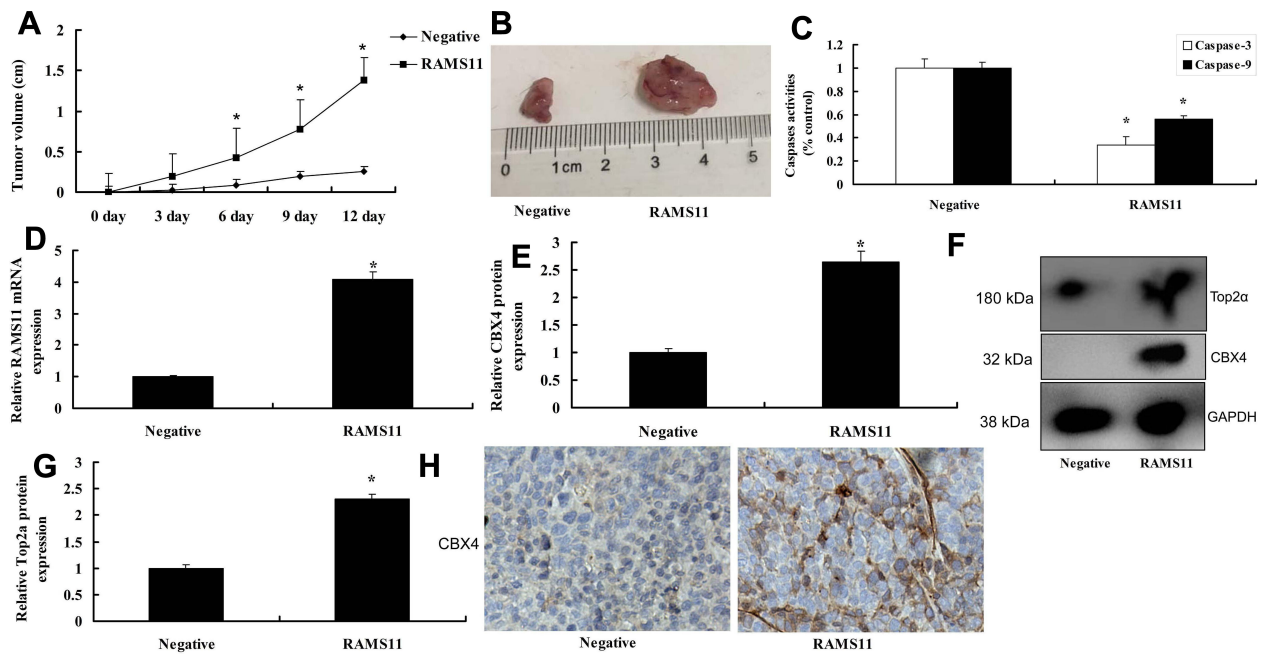 A
Tumor volume (cm)
2
1.5
1
0.5
0
* * *
Negative
RAMS11
0 day 3 day 6 day 9 day 12 day
B
0 1cm 2 3 4 5
Negative RAMS11
C
Caspases activities
(% control)
1.2
1
0.8
0.6
0.4
0.2
0
Caspase-3
Caspase-9
* *
Negative RAMS11
D
Relative RAMS11 mRNA
expression
5
4
3
2
1
0
*
Negative RAMS11
E
Relative CBX4 protein
expression
3
2.5
2
1.5
1
0.5
0
*
Negative RAMS11
F
180 kDa Top2α
32 kDa CBX4
38 kDa GAPDH
Negative RAMS11
G
Relative Top2a protein
expression
3
2.5
2
1.5
1
0.5
0
*
Negative RAMS11
H
CBX4
Negative RAMS11